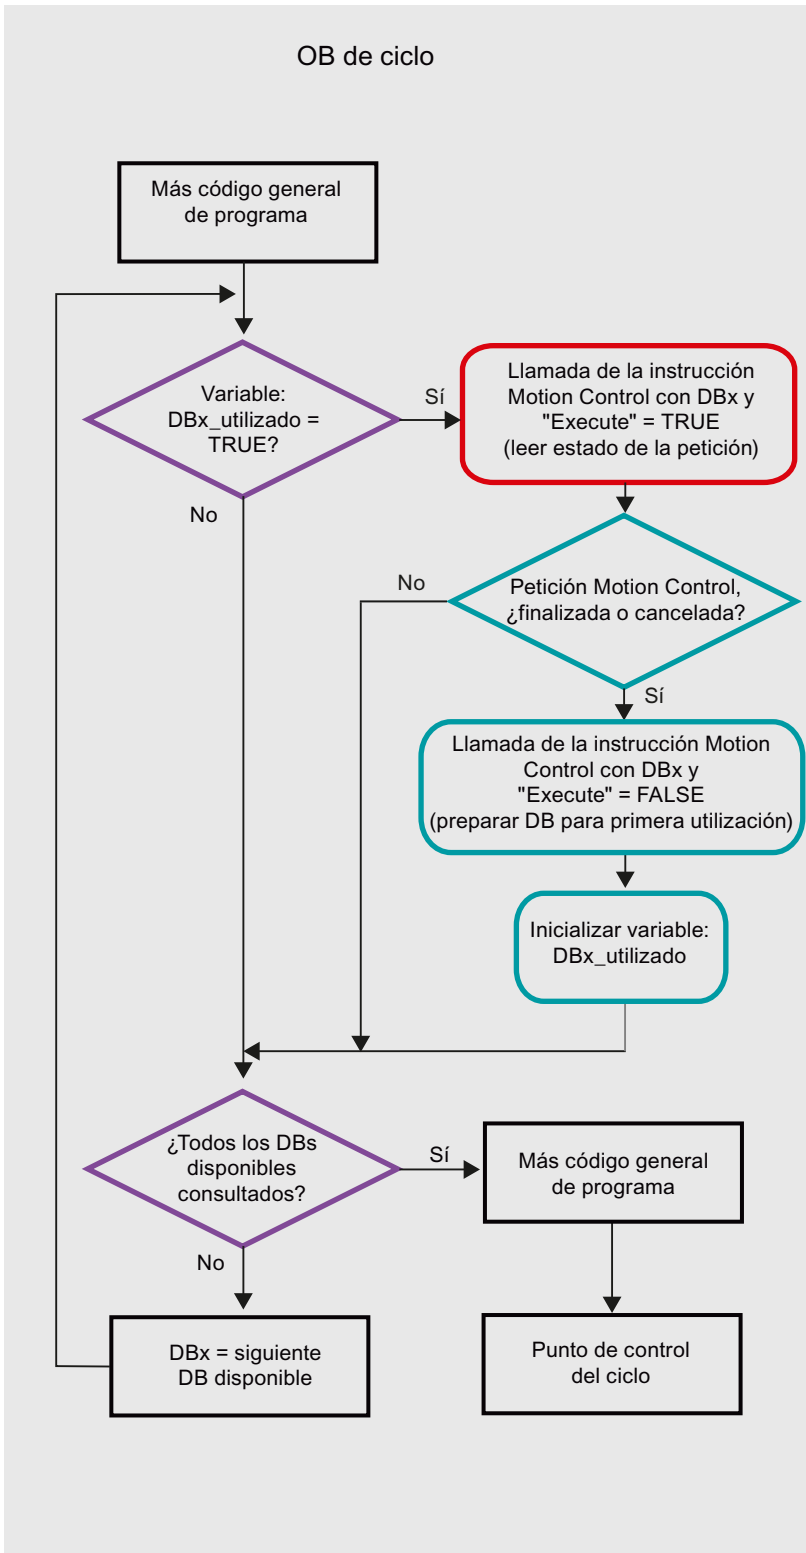 OB de ciclo
Más código general
de programa
Variable:
DBx_utilizado =
TRUE?
Sí
Llamada de la instrucción
Motion Control con DBx y
"Execute" = TRUE
(leer estado de la petición)
No
No
Petición Motion Control,
¿finalizada o cancelada?
Sí
Llamada de la instrucción Motion
Control con DBx y
"Execute" = FALSE
(preparar DB para primera utilización)
Inicializar variable:
DBx_utilizado
¿Todos los DBs
disponibles
consultados?
Sí
Más código general
de programa
No
DBx = siguiente
DB disponible
Punto de control
del ciclo